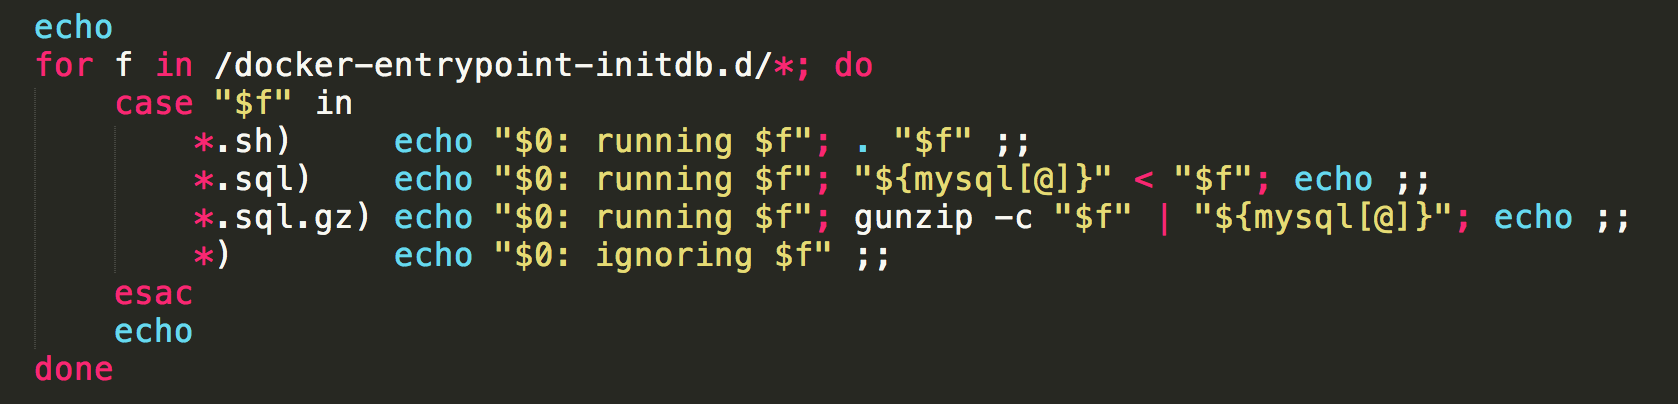 echo
for f in /docker-entrypoint-initdb.d/*; do
    case "$f" in
        *.sh)     echo "$0: running $f"; . "$f" ;;
        *.sql)    echo "$0: running $f"; "${mysql[@]}" < "$f"; echo ;;
        *.sql.gz) echo "$0: running $f"; gunzip -c "$f" | "${mysql[@]}"; echo ;;
        *)        echo "$0: ignoring $f" ;;
    esac
    echo
done